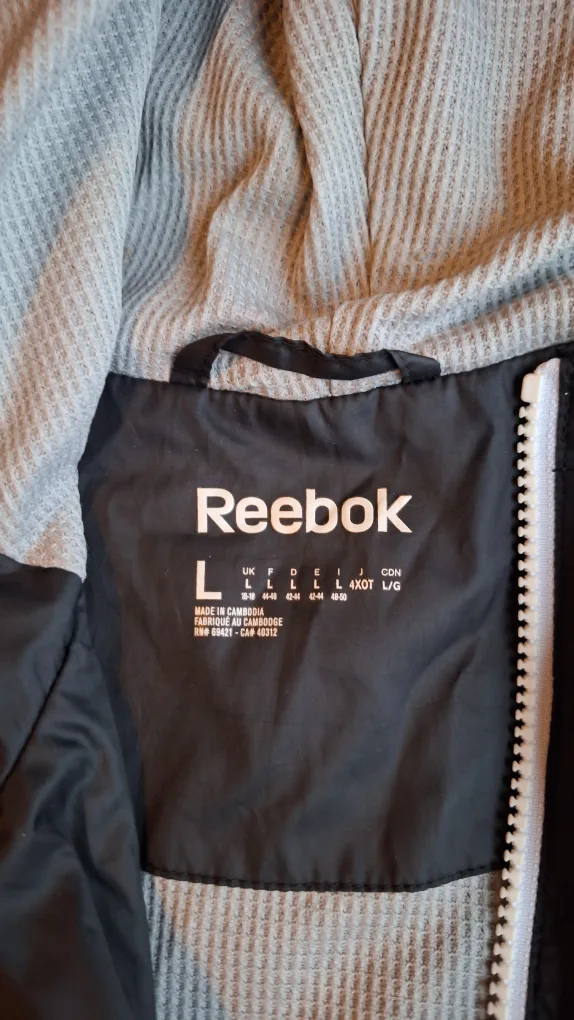 Reebok
UK F D E I J CDN
L L L L L L 4XOT L/G
16-18 44-46 42-44 42-44 48-50
MADE IN CAMBODIA
FABRIQUÉ AU CAMBODGE
RN# 69421 - CA# 40312